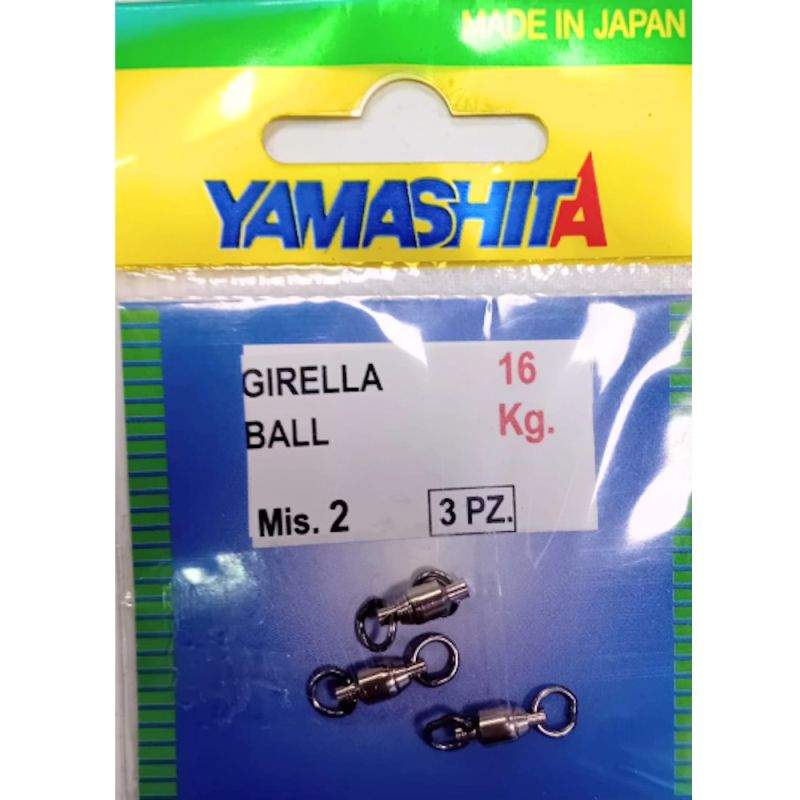 MADE IN JAPAN
YAMASHITA
GIRELLA 16
BALL Kg.
Mis. 2 3 PZ.